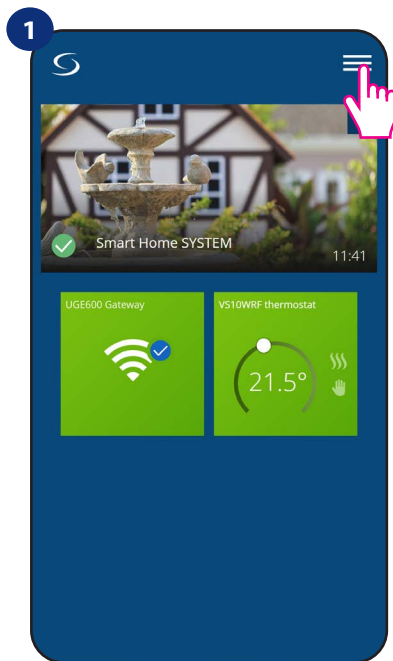 1
Smart Home SYSTEM
11:41
UGE600 Gateway
VS10WRF thermostat
21.5°